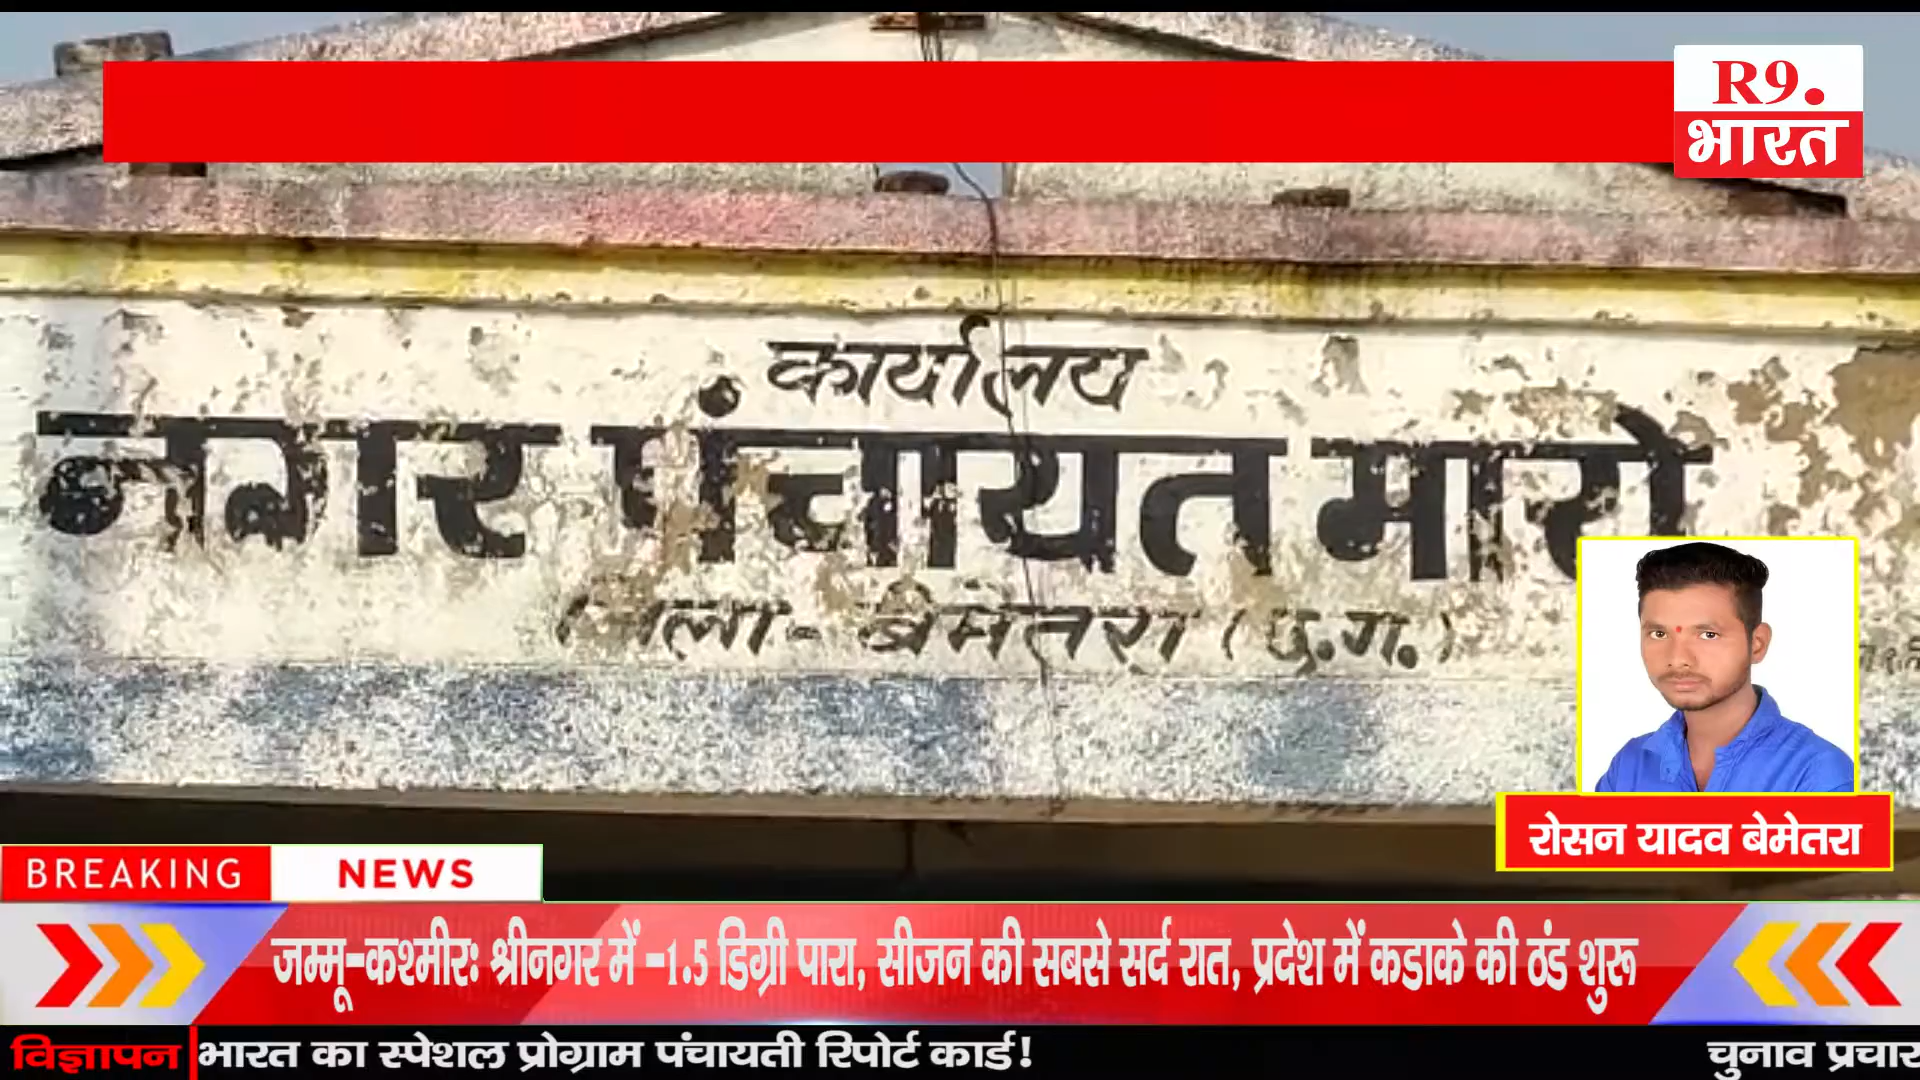 R9.
भारत
कार्यालय
नगर पंचायत मारो
जिला-बेमेतरा (छ.ग.)
रोसन यादव बेमेतरा
BREAKING NEWS
जम्मू-कश्मीरः श्रीनगर में -1.5 डिग्री पारा, सीजन की सबसे सर्द रात, प्रदेश में कडाके की ठंड शुरू
विज्ञापन भारत का स्पेशल प्रोग्राम पंचायती रिपोर्ट कार्ड! चुनाव प्रचार